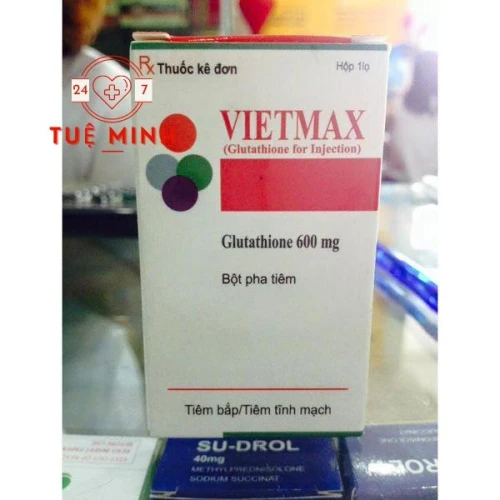 Rx Thuốc kê đơn
Hộp 1lọ
24 7
TUỆ MINH
VIETMAX
(Glutathione for Injection)
Glutathione 600 mg
Bột pha tiêm
Tiêm bắp/Tiêm tĩnh mạch
SU-DROL
40mg
METHYLPREDNISOLONE
SODIUM SUCCINAT